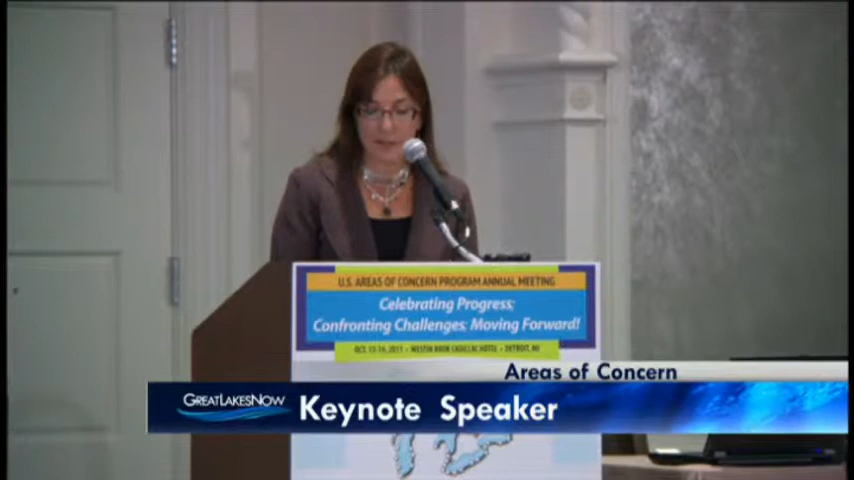 U.S. AREAS OF CONCERN PROGRAM ANNUAL MEETING
Celebrating Progress;
Confronting Challenges; Moving Forward!
OCT. 13-14, 2011 • WESTIN BOOK CADILLAC HOTEL • DETROIT, MI
Areas of Concern
GREATLAKESNOW
Keynote Speaker